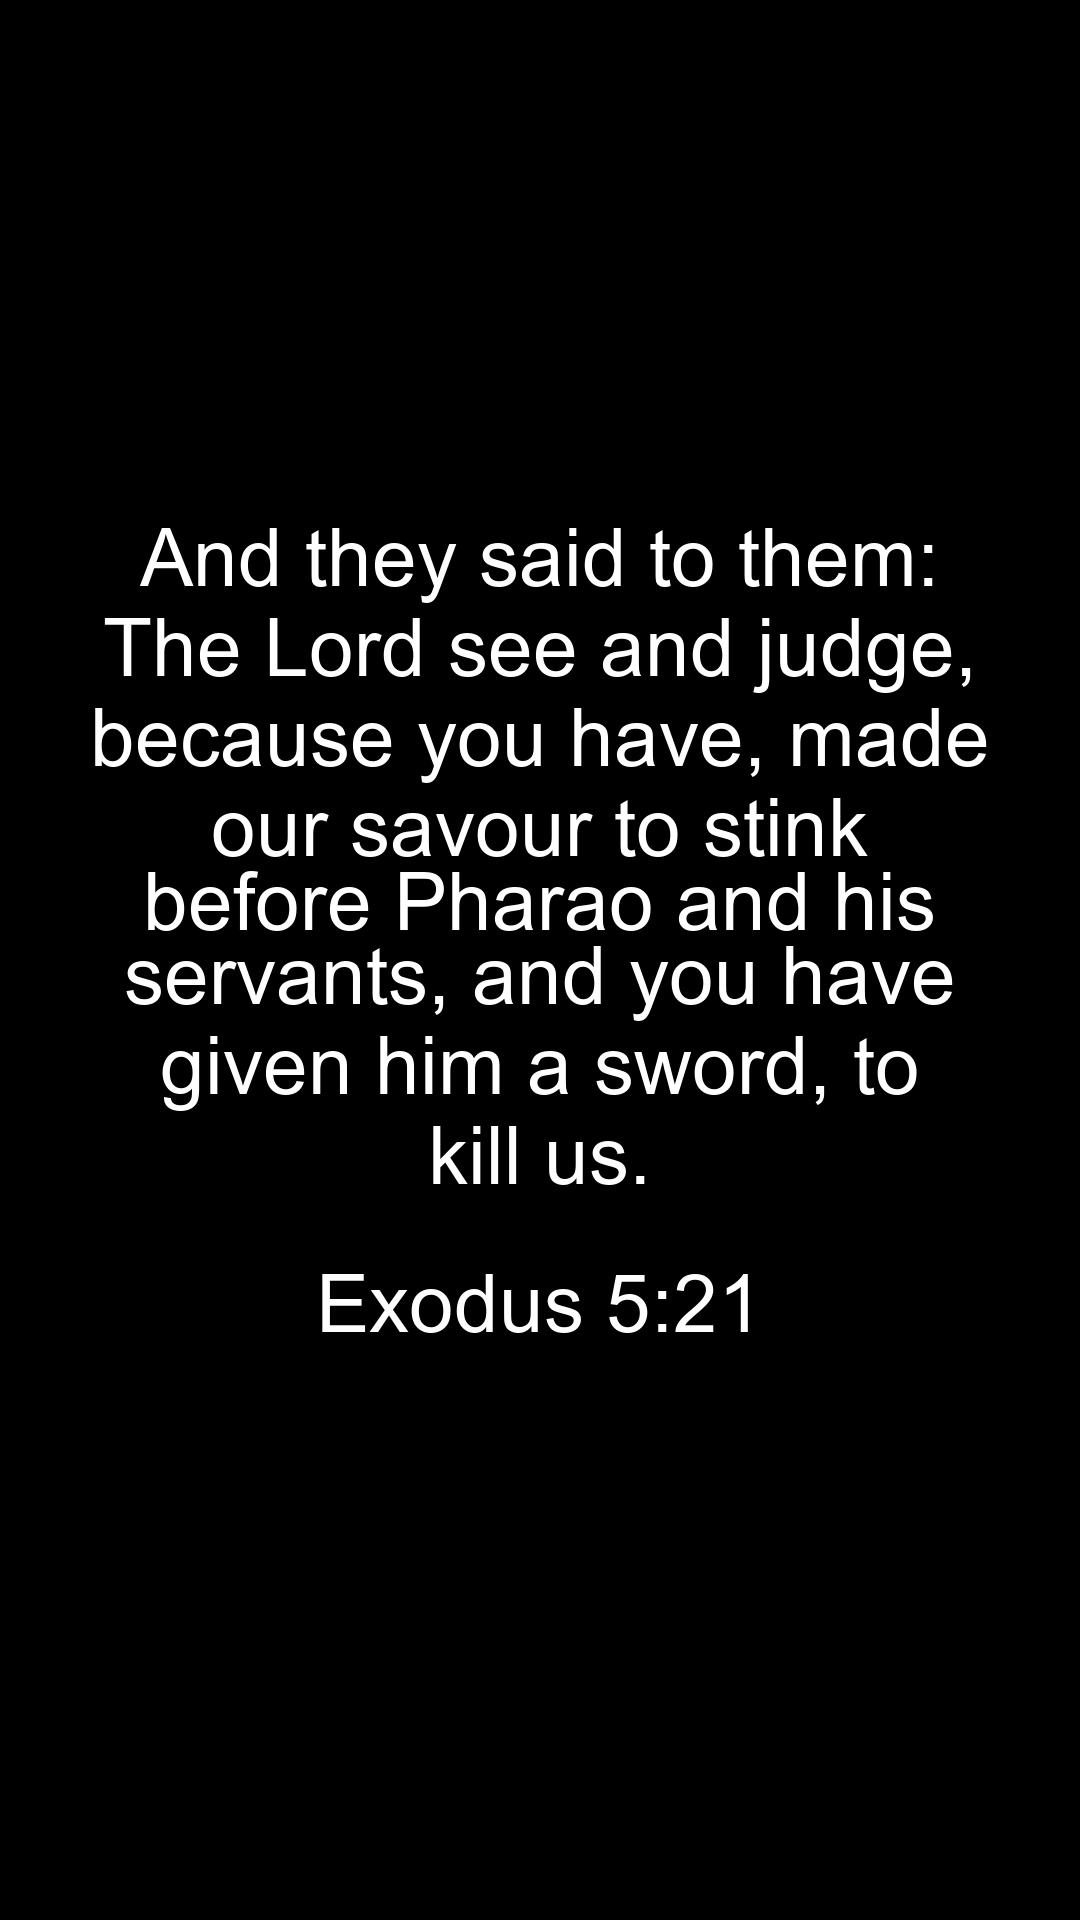 And they said to them:
The Lord see and judge,
because you have, made
our savour to stink
before Pharao and his
servants, and you have
given him a sword, to
kill us.
Exodus 5:21